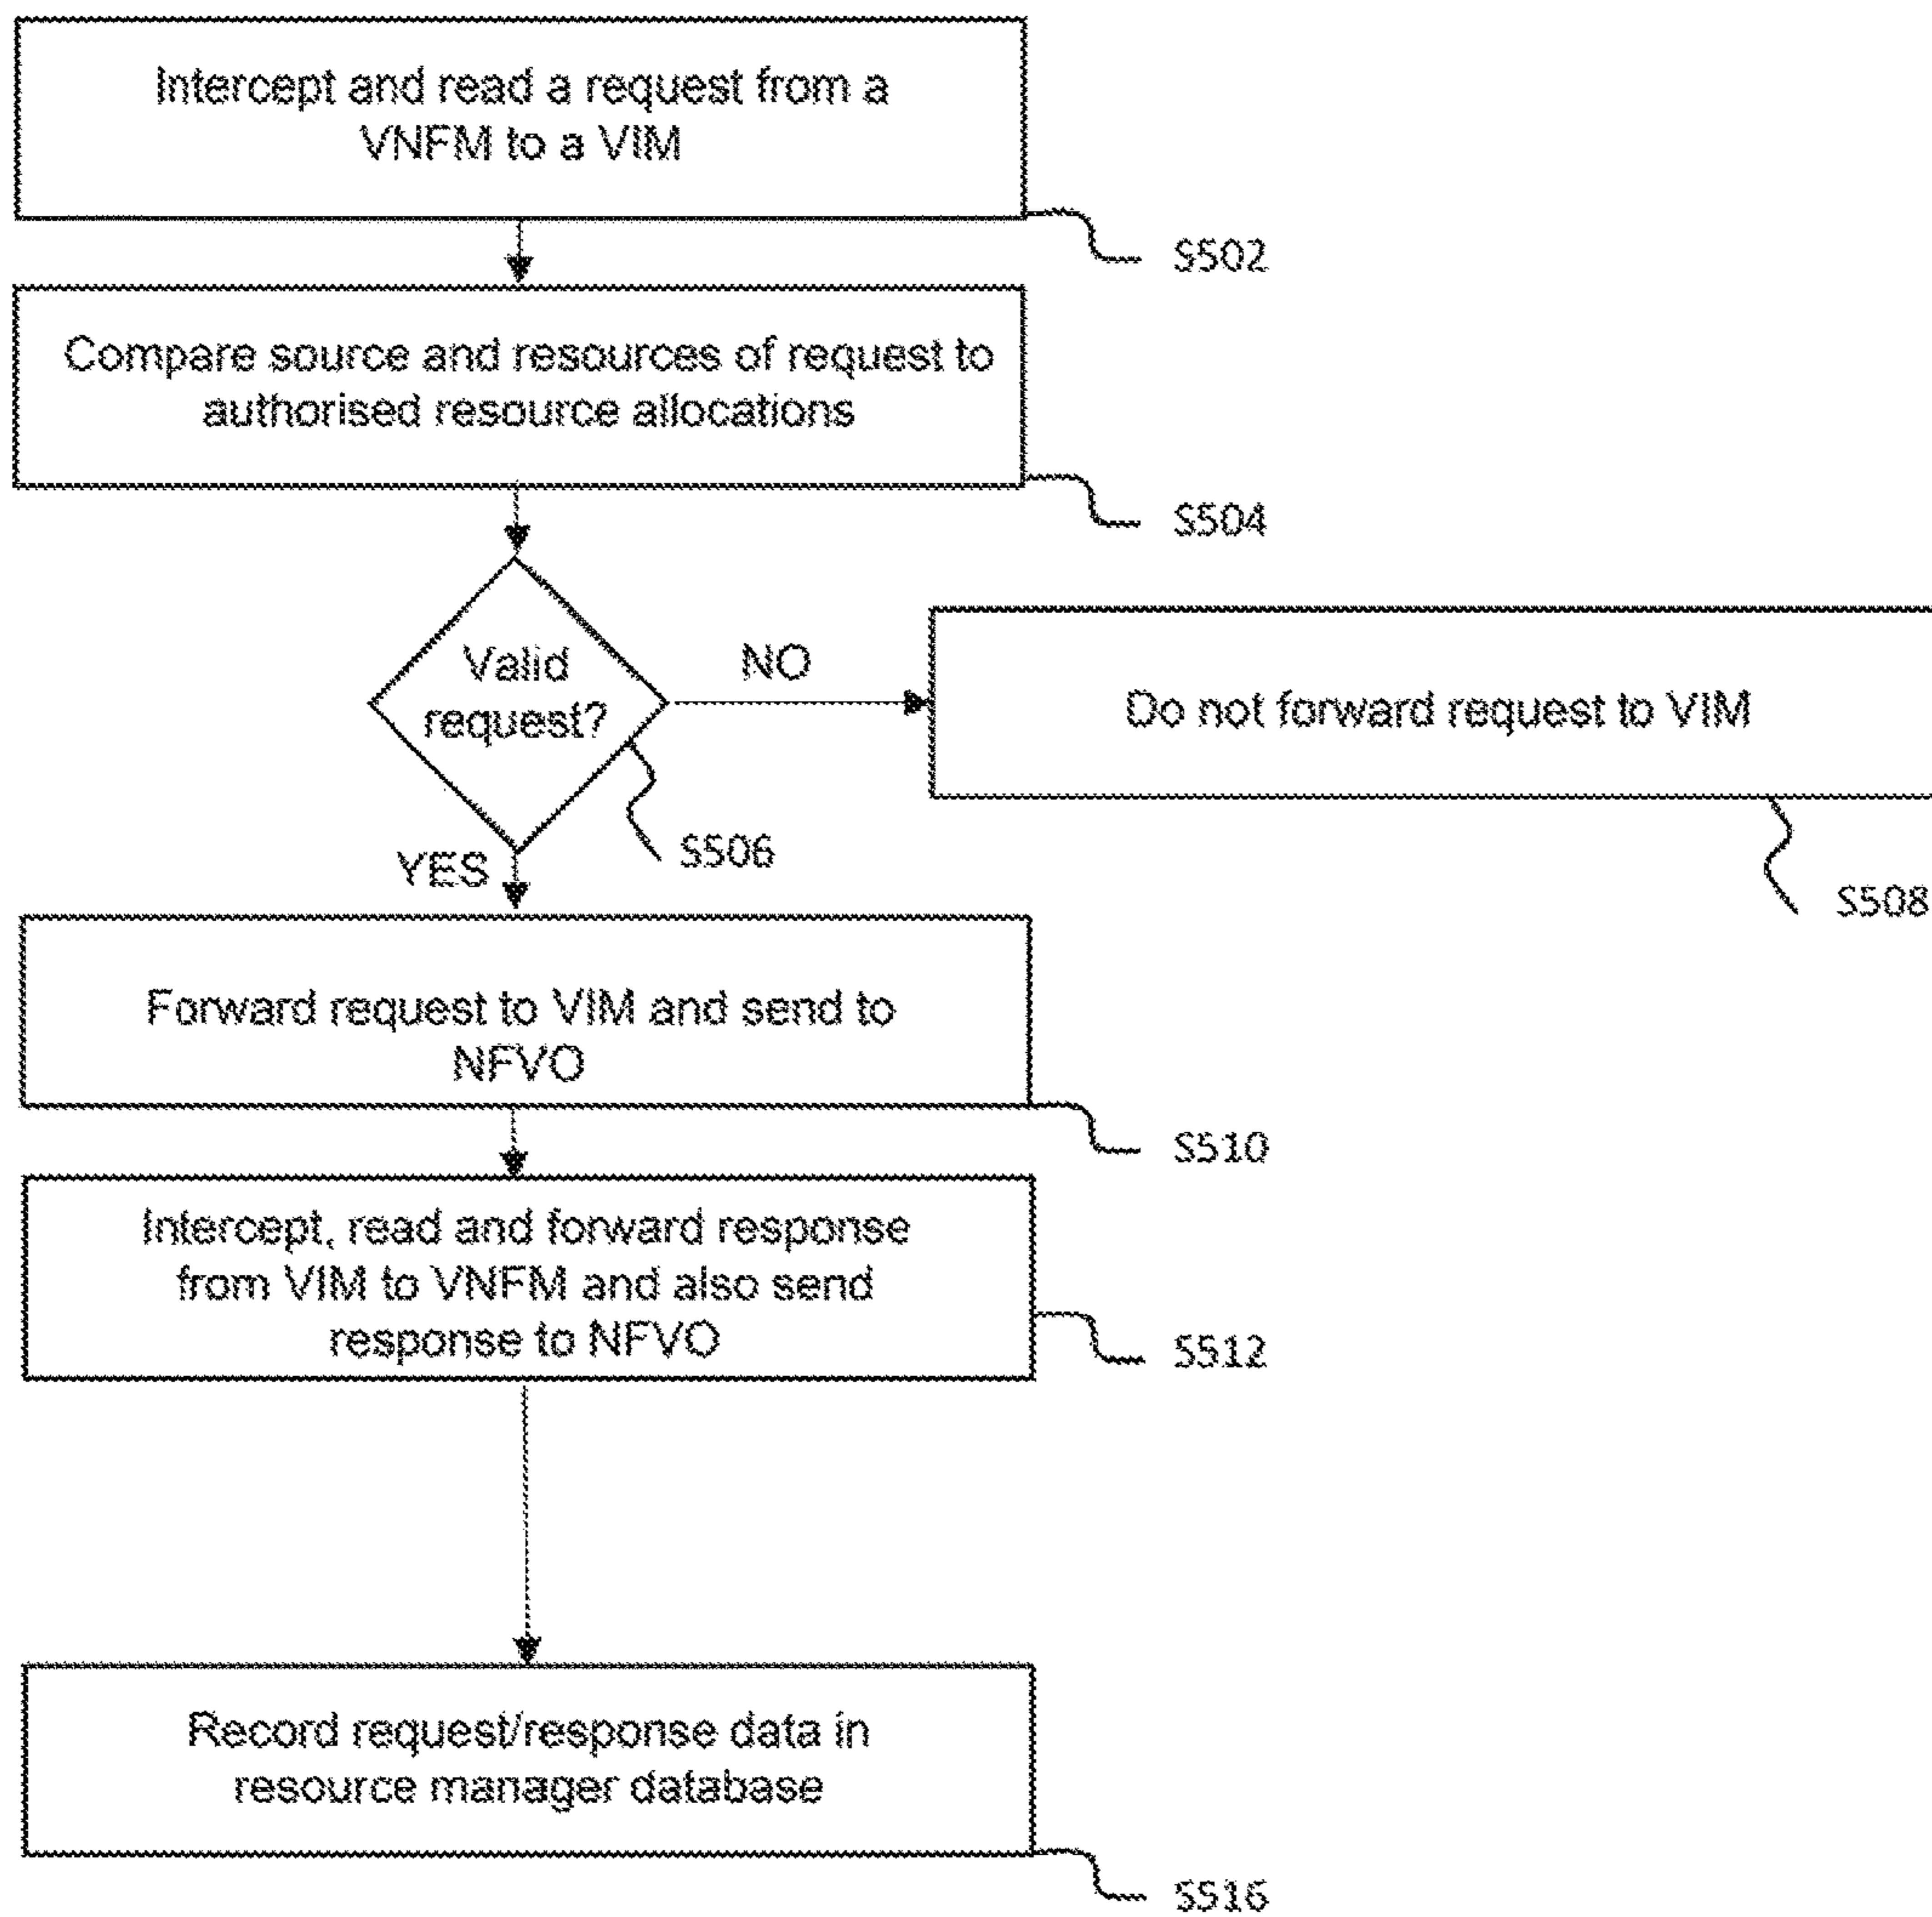 Intercept and read a request from a
VNFM to a VIM
S502
Compare source and resources of request to
authorised resource allocations
S504
Valid
request?
NO
Do not forward request to VIM
S506
YES
S508
Forward request to VIM and send to
NFVO
S510
Intercept, read and forward response
from VIM to VNFM and also send
response to NFVO
S512
Record request/response data in
resource manager database
S516